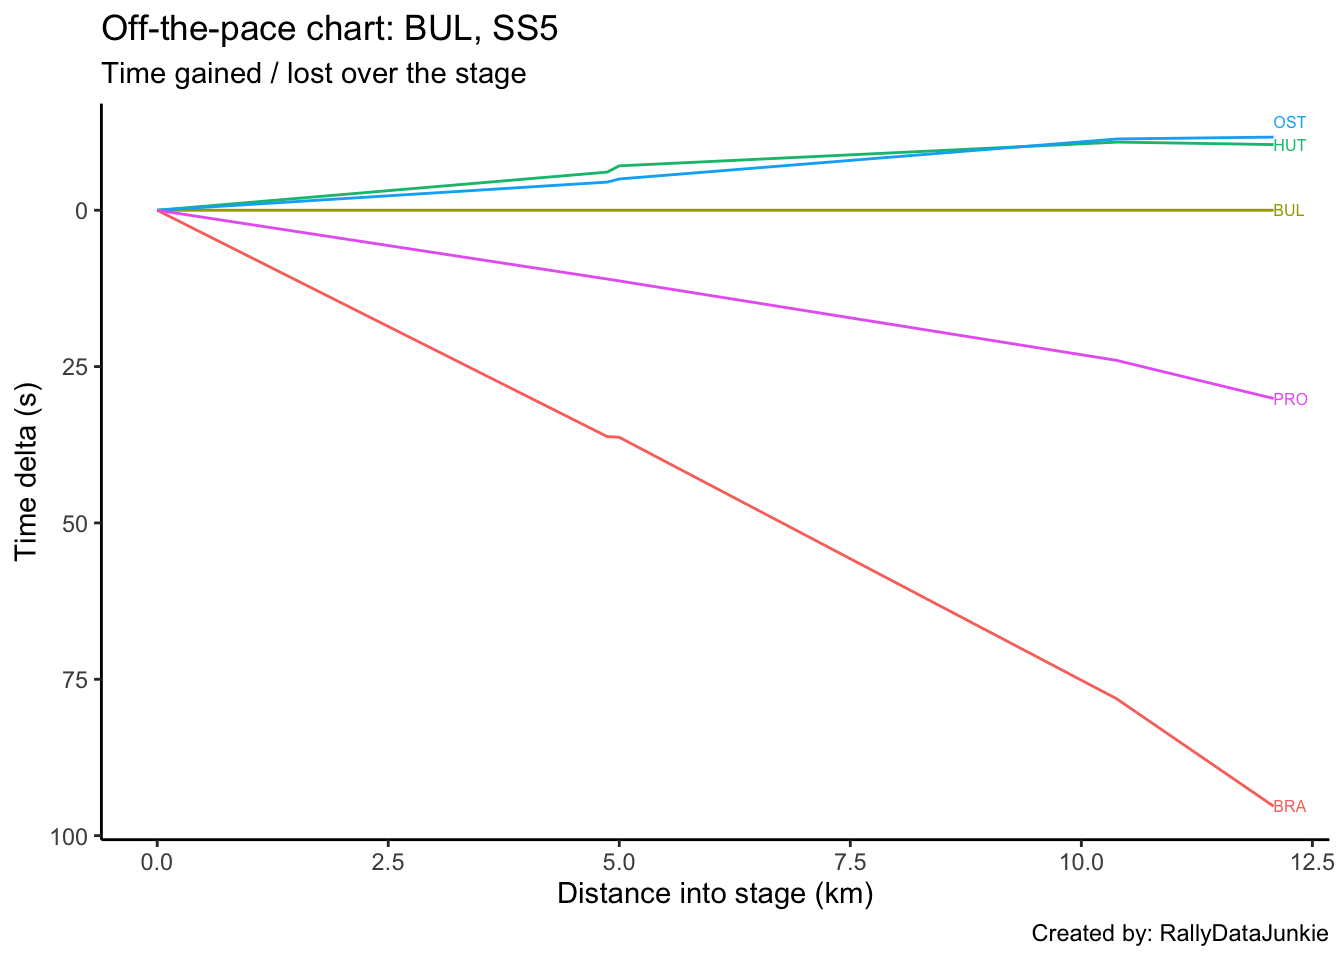 Off-the-pace chart: BUL, SS5
Time gained / lost over the stage
OST
HUT
0
BUL
25
PRO
Time delta (s)
50
75
BRA
100
0.0 2.5 5.0 7.5 10.0 12.5
Distance into stage (km)
Created by: RallyDataJunkie